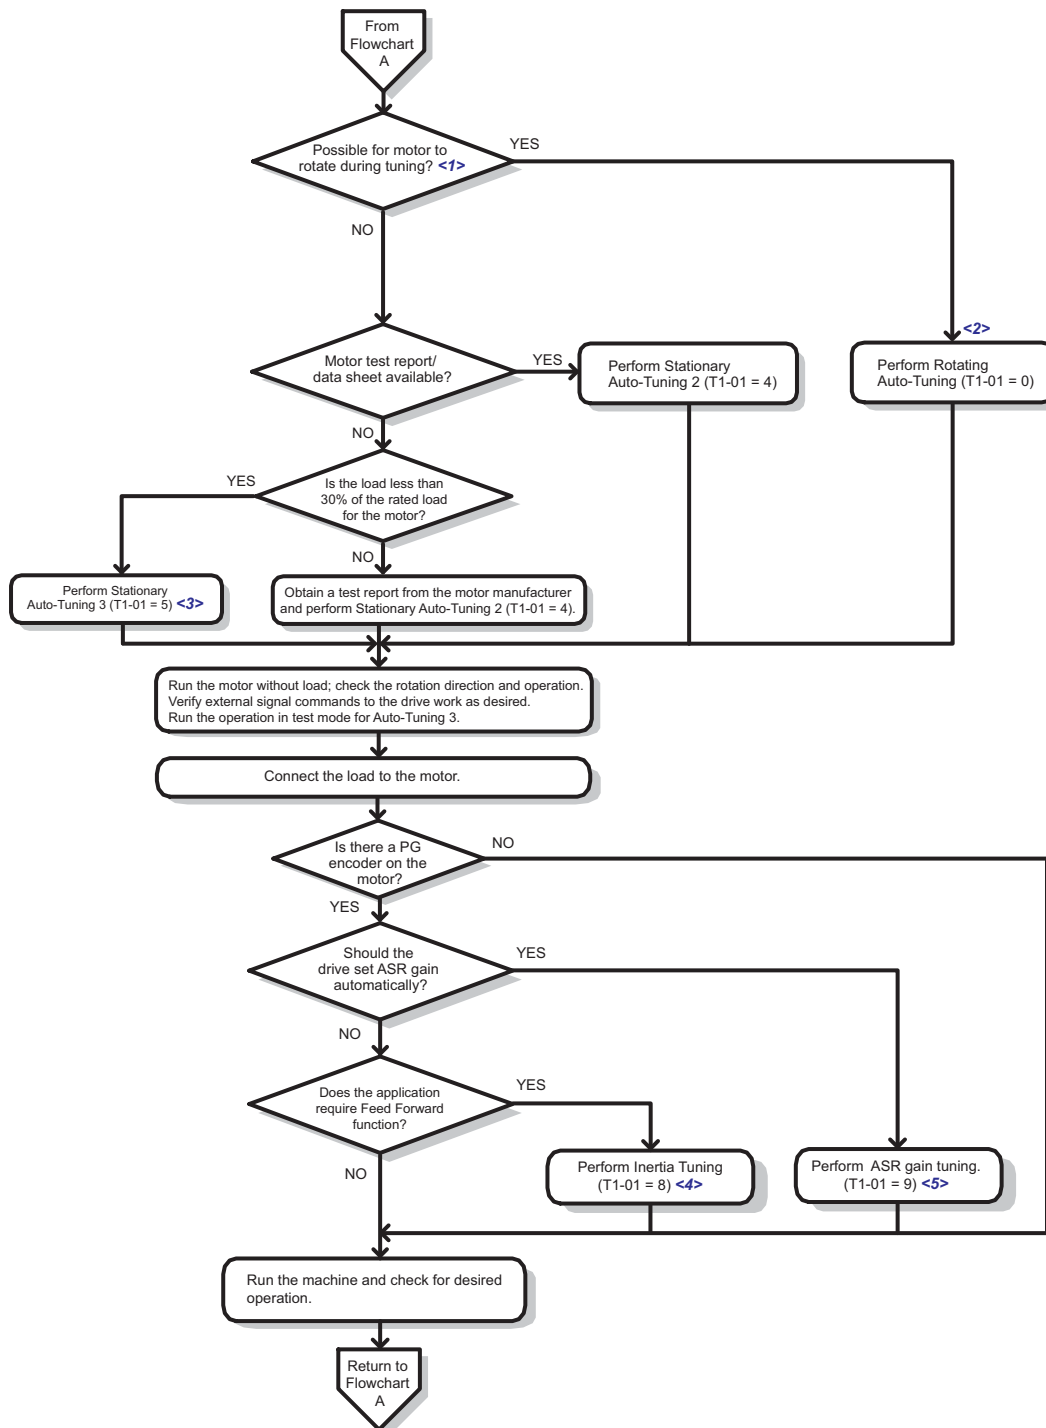 From
Flowchart
A
Possible for motor to
rotate during tuning? <1>
YES
NO
<2>
Motor test report/
data sheet available?
YES
Perform Stationary
Auto-Tuning 2 (T1-01 = 4)
Perform Rotating
Auto-Tuning (T1-01 = 0)
NO
YES
Is the load less than
30% of the rated load
for the motor?
NO
Perform Stationary
Auto-Tuning 3 (T1-01 = 5) <3>
Obtain a test report from the motor manufacturer
and perform Stationary Auto-Tuning 2 (T1-01 = 4).
Run the motor without load; check the rotation direction and operation.
Verify external signal commands to the drive work as desired.
Run the operation in test mode for Auto-Tuning 3.
Connect the load to the motor.
Is there a PG
encoder on the
motor?
NO
YES
Should the
drive set ASR gain
automatically?
YES
NO
Does the application
require Feed Forward
function?
YES
NO
Perform Inertia Tuning
(T1-01 = 8) <4>
Perform ASR gain tuning.
(T1-01 = 9) <5>
Run the machine and check for desired
operation.
Return to
Flowchart
A